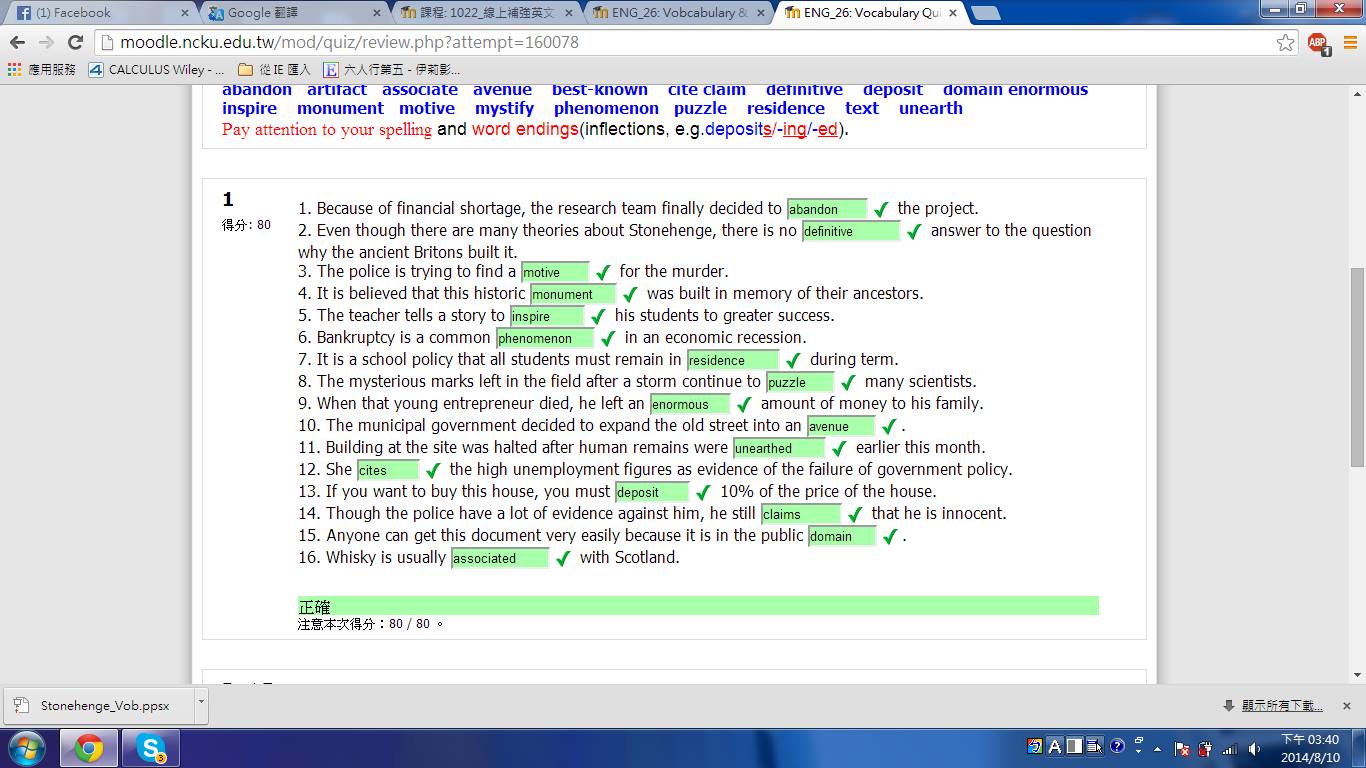 (1) Facebook
Google 翻譯
課程: 1022_線上補強英文
ENG_26: Vobcabulary &
ENG_26: Vocabulary Qui
moodle.ncku.edu.tw/mod/quiz/review.php?attempt=160078
ABP 1
應用服務 CALCULUS Wiley - ... 從 IE 匯入 六人行第五 - 伊莉影...
abandon artifact associate avenue best-known cite claim definitive deposit domain enormous
inspire monument motive mystify phenomenon puzzle residence text unearth
Pay attention to your spelling and word endings(inflections, e.g.deposits/-ing/-ed).
1
得分: 80
1. Because of financial shortage, the research team finally decided to abandon the project.
2. Even though there are many theories about Stonehenge, there is no definitive answer to the question
why the ancient Britons built it.
3. The police is trying to find a motive for the murder.
4. It is believed that this historic monument was built in memory of their ancestors.
5. The teacher tells a story to inspire his students to greater success.
6. Bankruptcy is a common phenomenon in an economic recession.
7. It is a school policy that all students must remain in residence during term.
8. The mysterious marks left in the field after a storm continue to puzzle many scientists.
9. When that young entrepreneur died, he left an enormous amount of money to his family.
10. The municipal government decided to expand the old street into an avenue .
11. Building at the site was halted after human remains were unearthed earlier this month.
12. She cites the high unemployment figures as evidence of the failure of government policy.
13. If you want to buy this house, you must deposit 10% of the price of the house.
14. Though the police have a lot of evidence against him, he still claims that he is innocent.
15. Anyone can get this document very easily because it is in the public domain .
16. Whisky is usually associated with Scotland.
正確
注意本次得分：80 / 80 。
Stonehenge_Vob.ppsx
顯示所有下載...
下午 03:40
2014/8/10